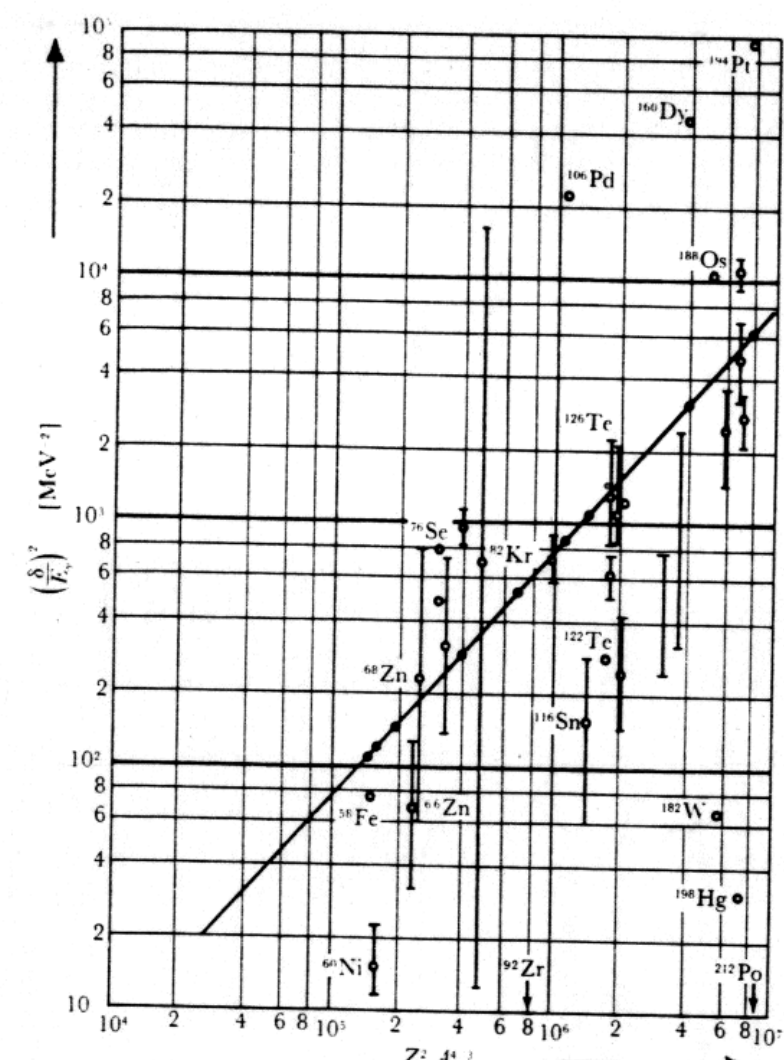 10⁵
8
6
¹⁹⁴Pt
4
¹⁶⁰Dy
2
¹⁰⁶Pd
10⁴
¹⁸⁸Os
8
6
4
¹²⁶Te
2
[MeV⁻²]
10³
⁷⁶Se
8
⁸²Kr
6
4
¹²²Te
⁶⁸Zn
2
¹¹⁶Sn
10²
8
⁵⁸Fe
⁶⁶Zn
¹⁸²W
6
4
¹⁹⁸Hg
2
⁶⁰Ni
⁹²Zr
²¹²Po
10
10⁴ 2 4 6 8 10⁵ 2 4 6 8 10⁶ 2 4 6 8 10⁷